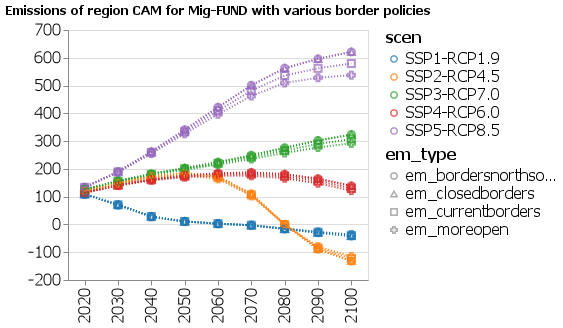 Emissions of region CAM for Mig-FUND with various border policies
700
600
500
400
300
200
100
0
-100
-200
2020
2030
2040
2050
2060
2070
2080
2090
2100
scen
SSP1-RCP1.9
SSP2-RCP4.5
SSP3-RCP7.0
SSP4-RCP6.0
SSP5-RCP8.5
em_type
em_bordersnorthso...
em_closedborders
em_currentborders
em_moreopen